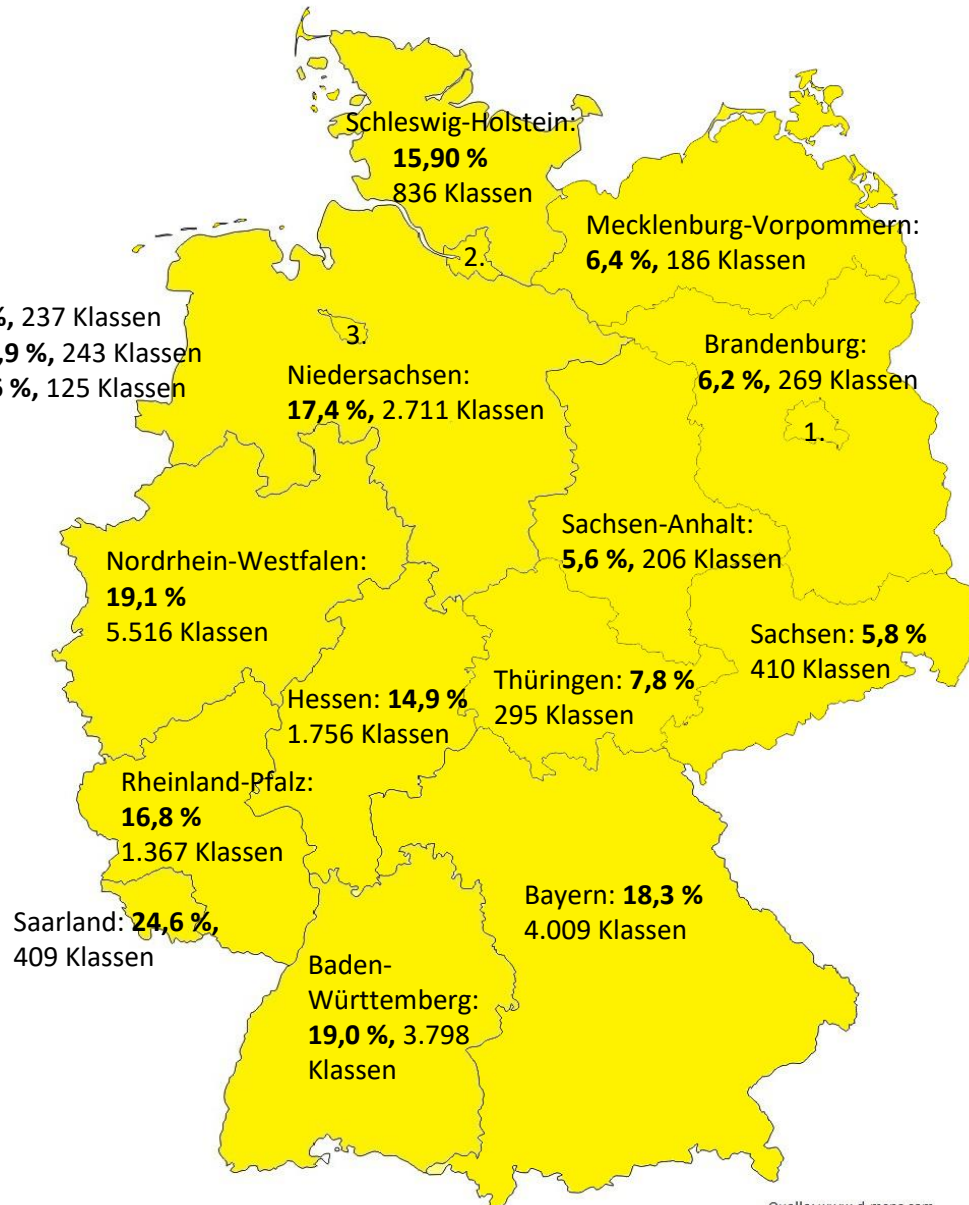 Schleswig-Holstein:
15,90 %
836 Klassen
2.
Mecklenburg-Vorpommern:
6,4 %, 186 Klassen
%, 237 Klassen
,9 %, 243 Klassen
%, 125 Klassen
3.
Niedersachsen:
17,4 %, 2.711 Klassen
Brandenburg:
6,2 %, 269 Klassen
1.
Sachsen-Anhalt:
5,6 %, 206 Klassen
Nordrhein-Westfalen:
19,1 %
5.516 Klassen
Sachsen: 5,8 %
410 Klassen
Thüringen: 7,8 %
295 Klassen
Hessen: 14,9 %
1.756 Klassen
Rheinland-Pfalz:
16,8 %
1.367 Klassen
Bayern: 18,3 %
4.009 Klassen
Saarland: 24,6 %,
409 Klassen
Baden-
Württemberg:
19,0 %, 3.798
Klassen